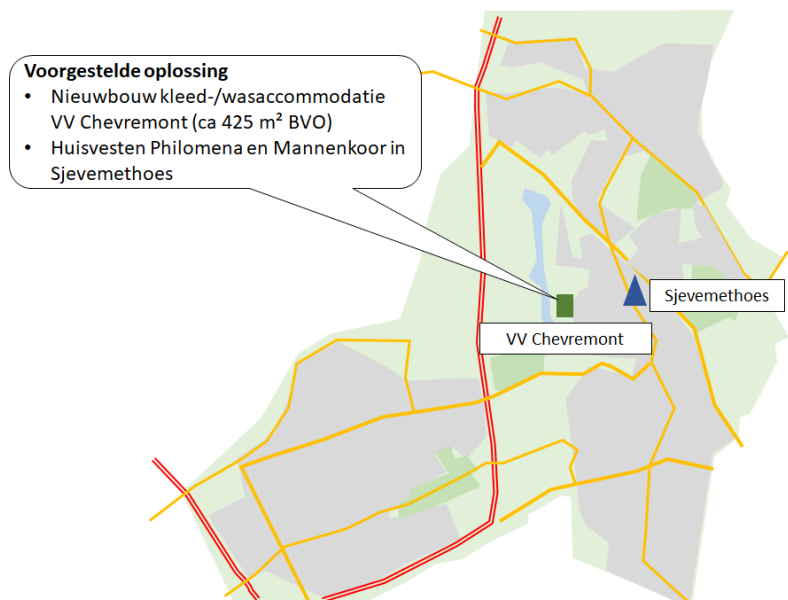 Voorgestelde oplossing
• Nieuwbouw kleed-/wasaccommodatie
VV Chevremont (ca 425 m² BVO)
• Huisvesten Philomena en Mannenkoor in
Sjevemethoes
Sjevemethoes
VV Chevremont